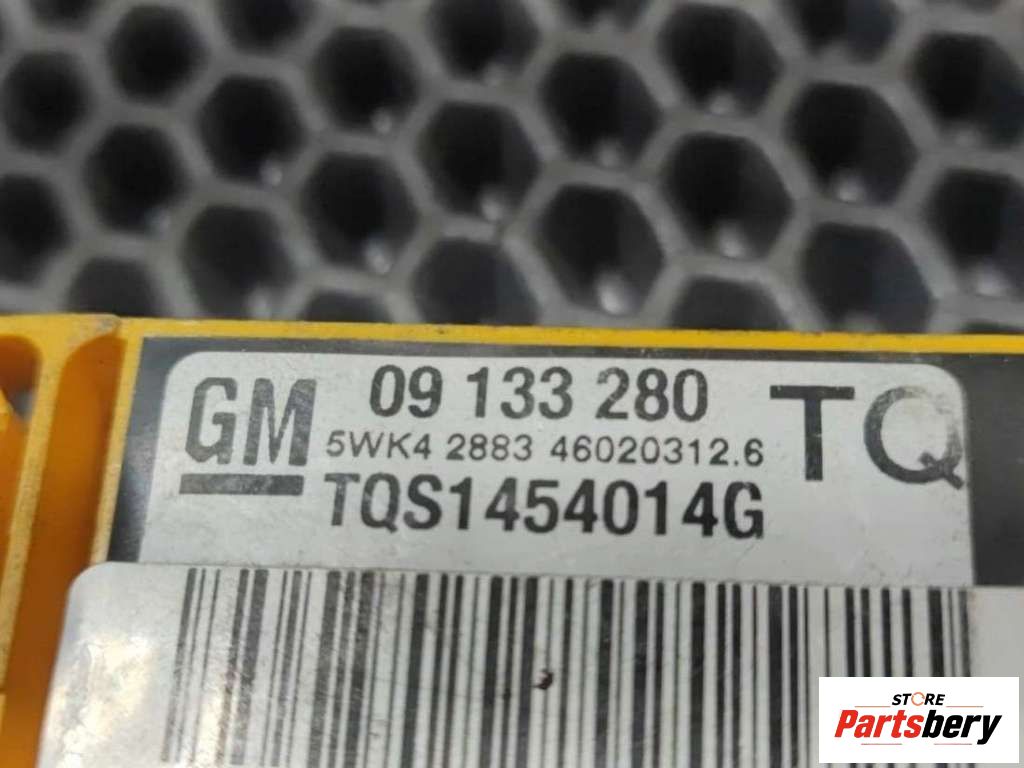 GM
09 133 280
5WK4 2883 46020312.6
TQS1454014G
TQ
STORE
Partsbery